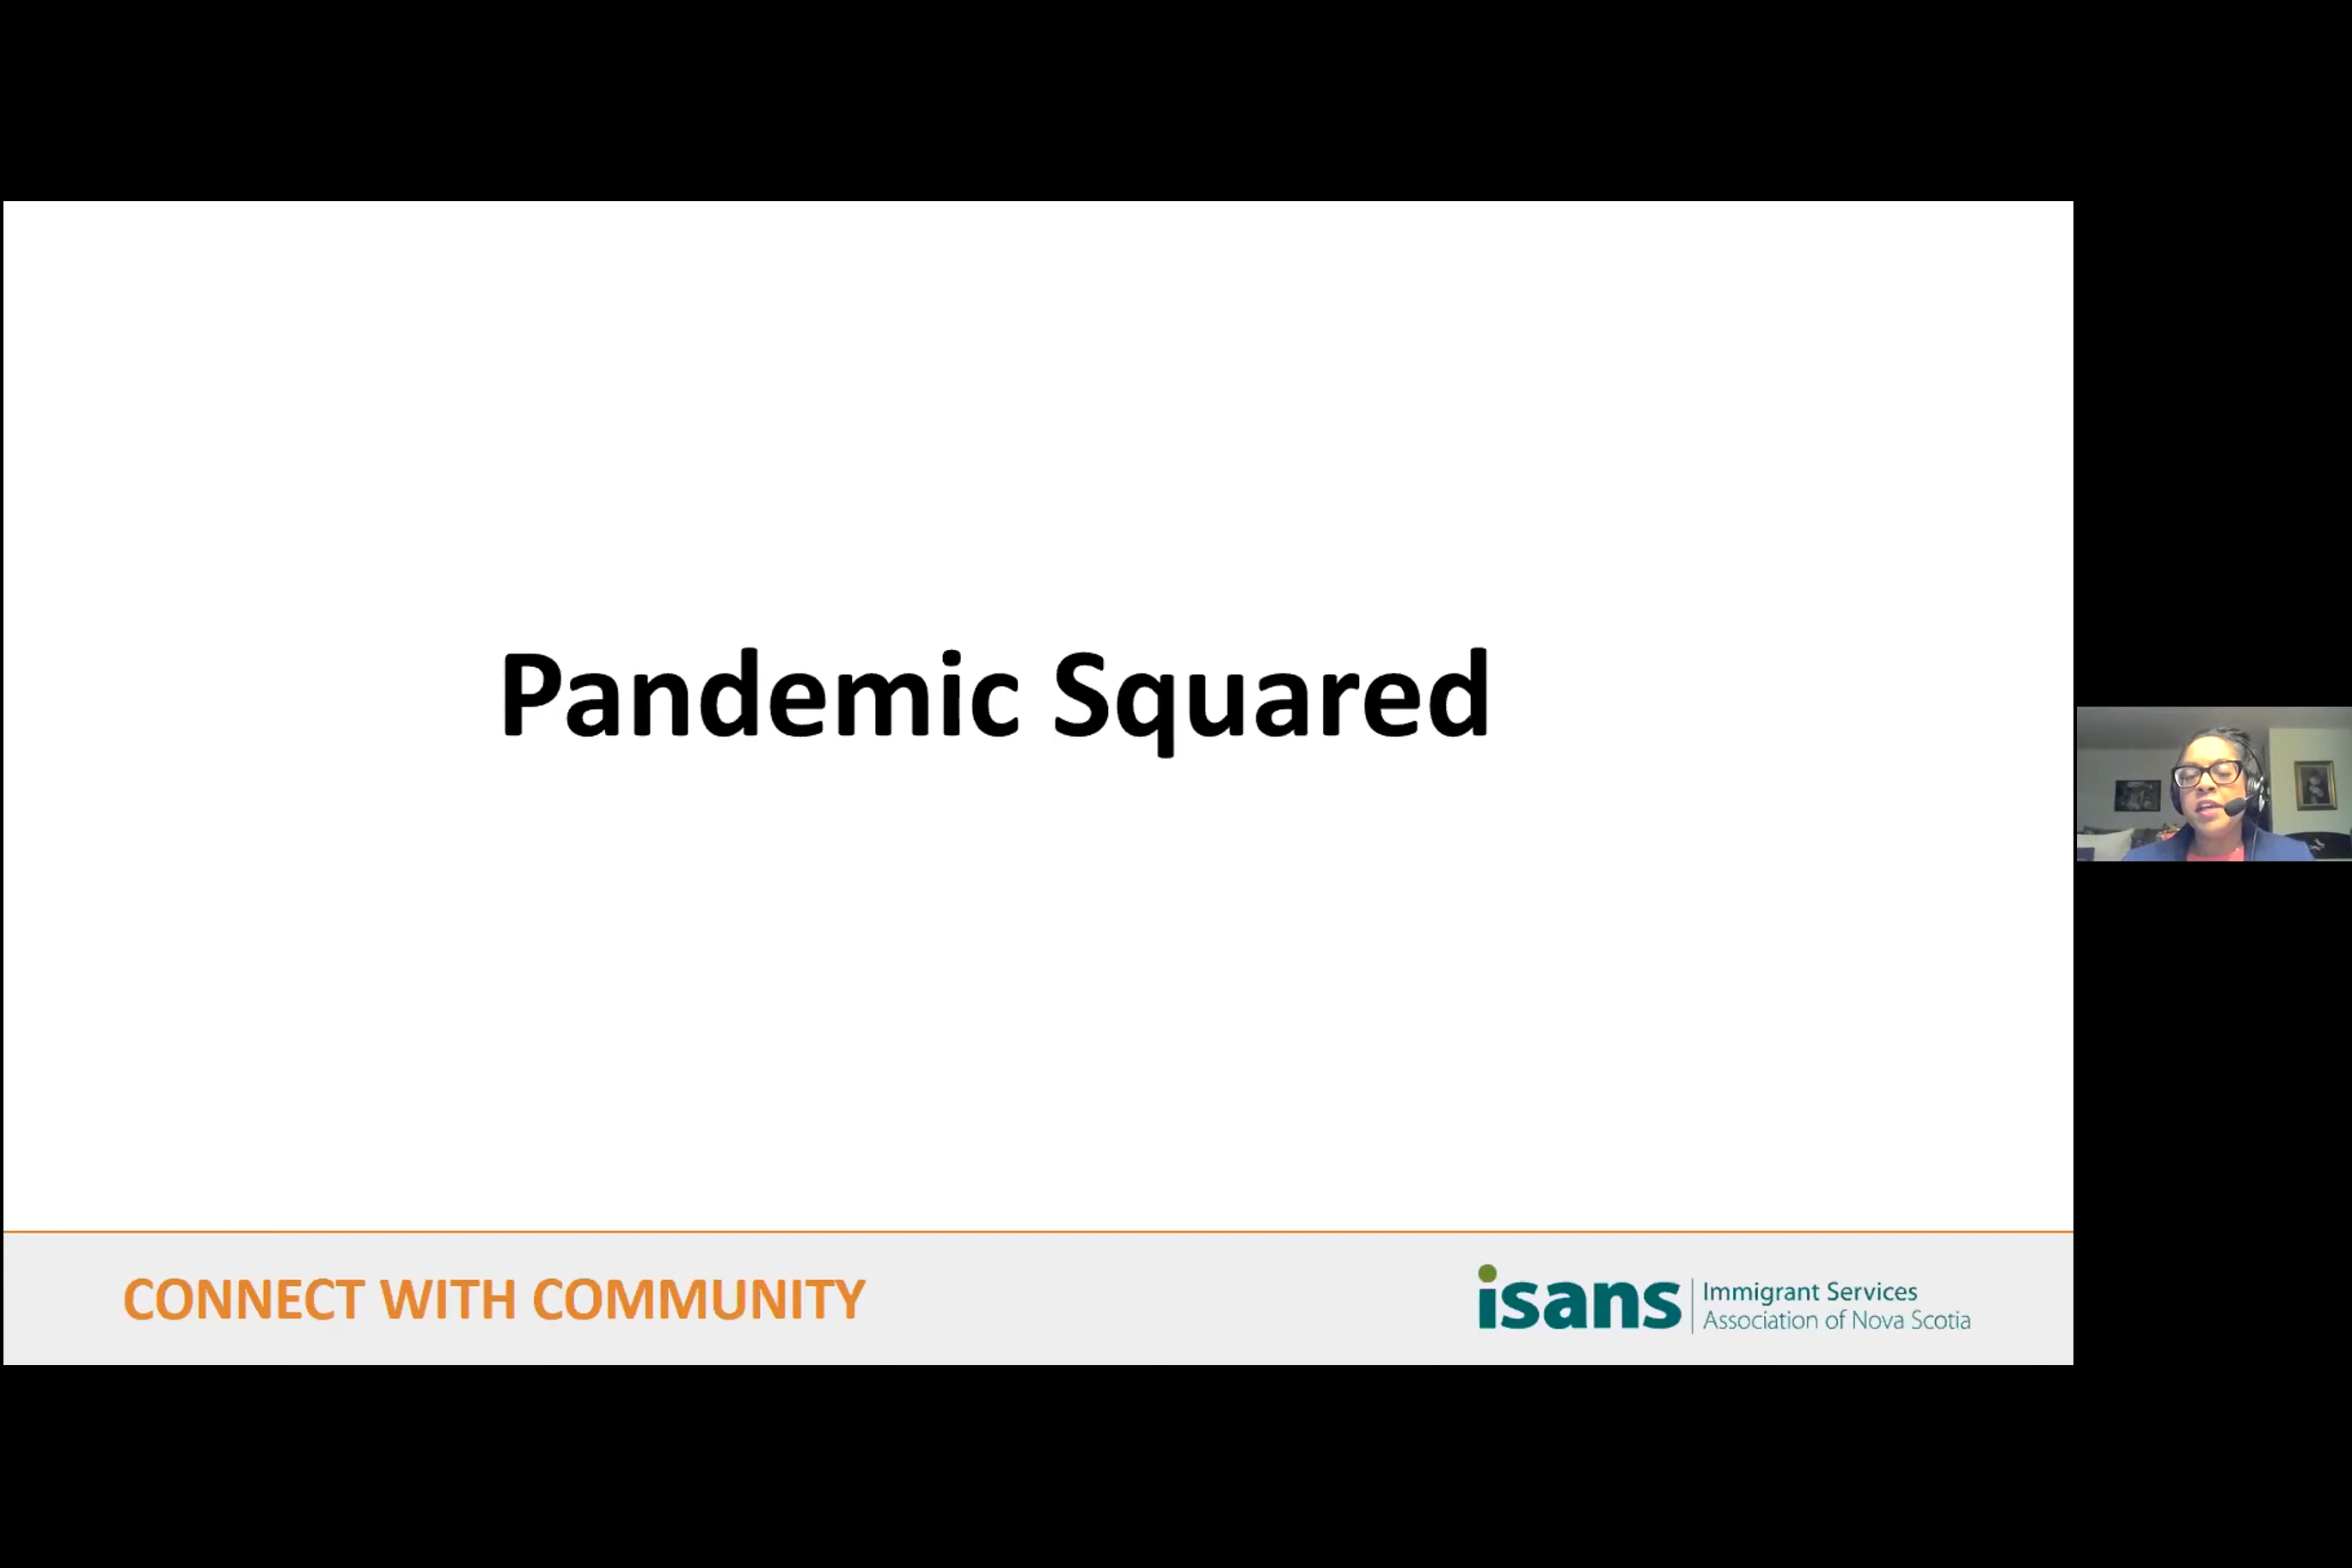 Pandemic Squared
CONNECT WITH COMMUNITY
isans
Immigrant Services
Association of Nova Scotia